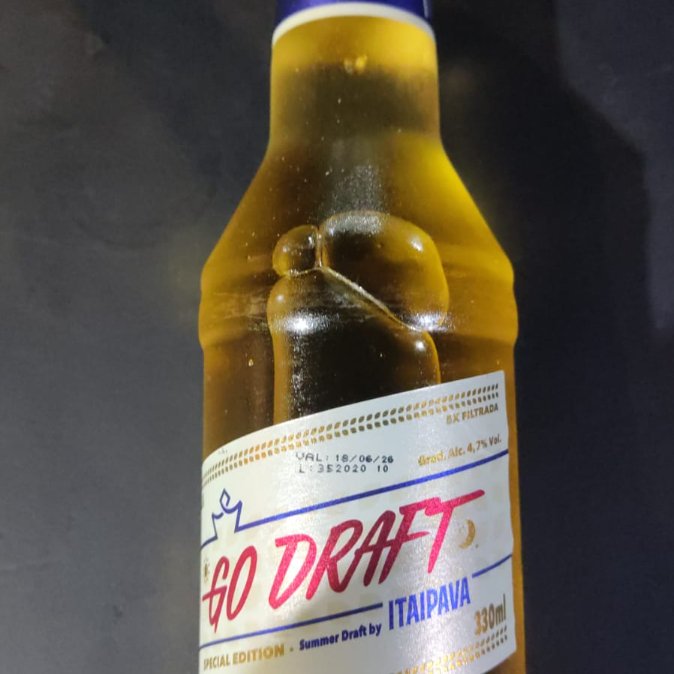 6X FILTRADA
VAL: 18/06/26
L: 352020 10
Grad. Alc. 4,7% Vol.
GO DRAFT
SPECIAL EDITION · Summer Draft by ITAIPAVA
330ml